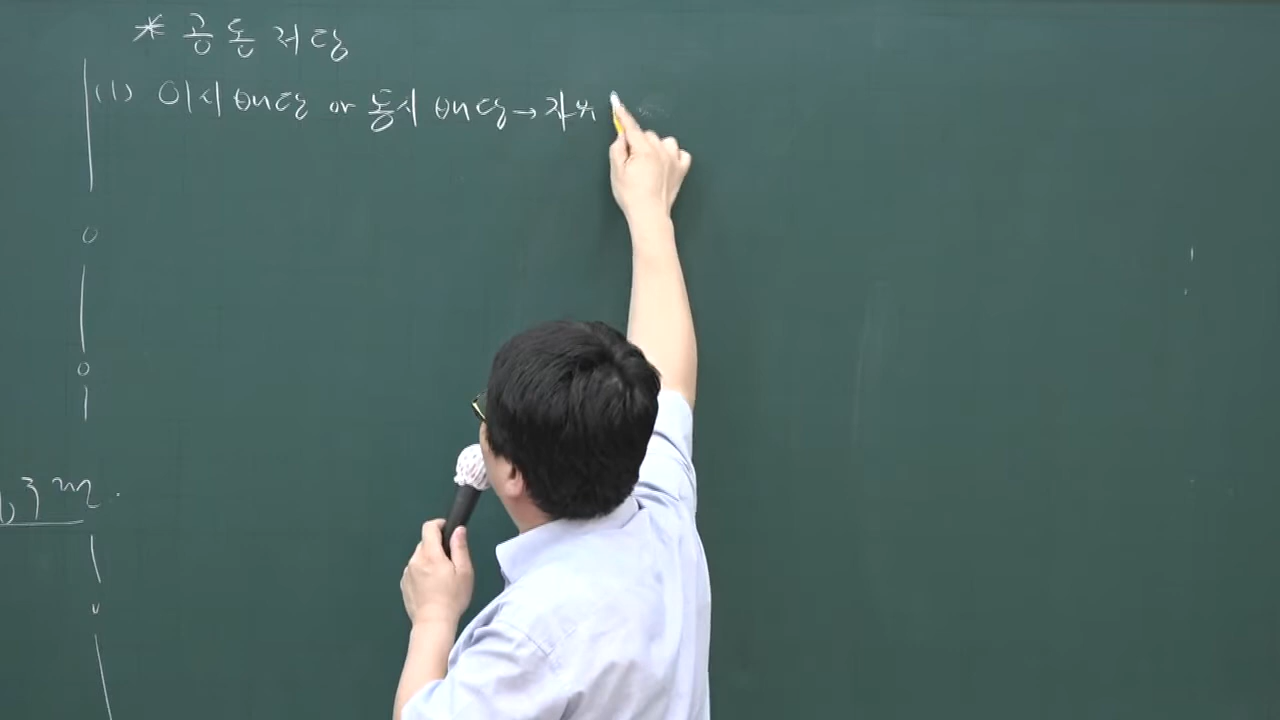 * 공동저당
(1) 이시배당 or 동시배당 → 자유